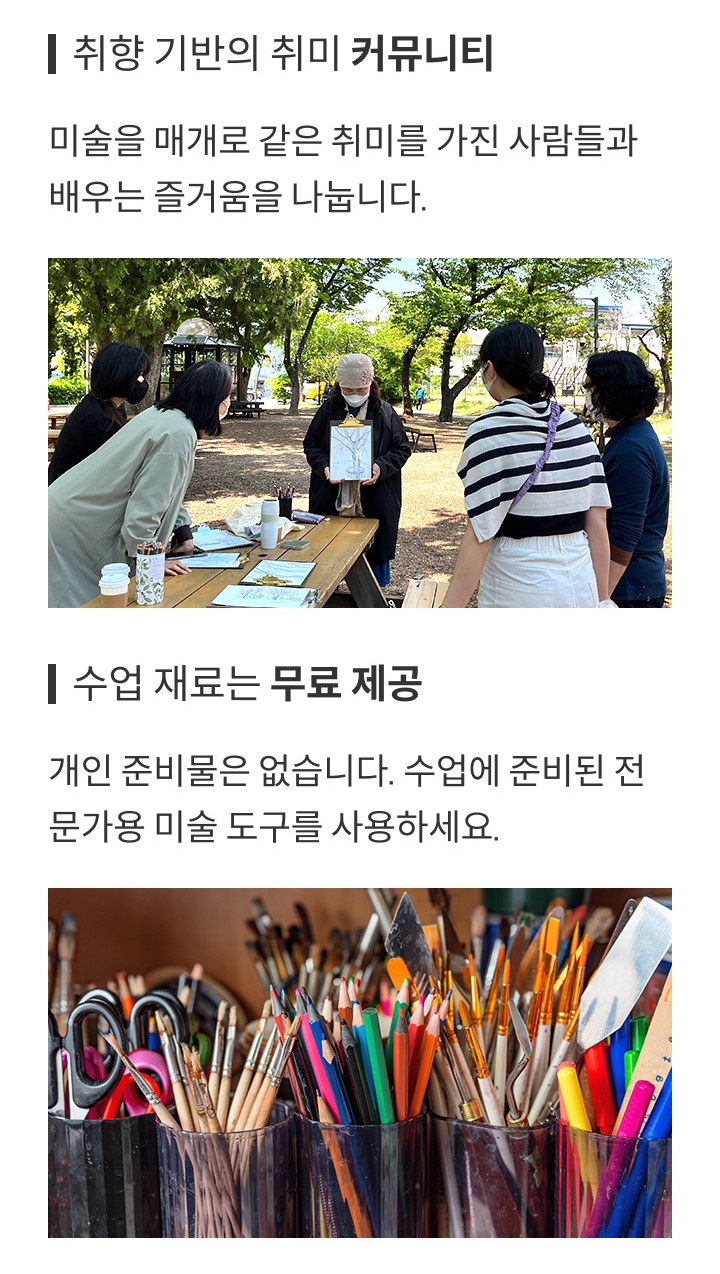 취향 기반의 취미 커뮤니티
미술을 매개로 같은 취미를 가진 사람들과
배우는 즐거움을 나눕니다.
수업 재료는 무료 제공
개인 준비물은 없습니다. 수업에 준비된 전
문가용 미술 도구를 사용하세요.